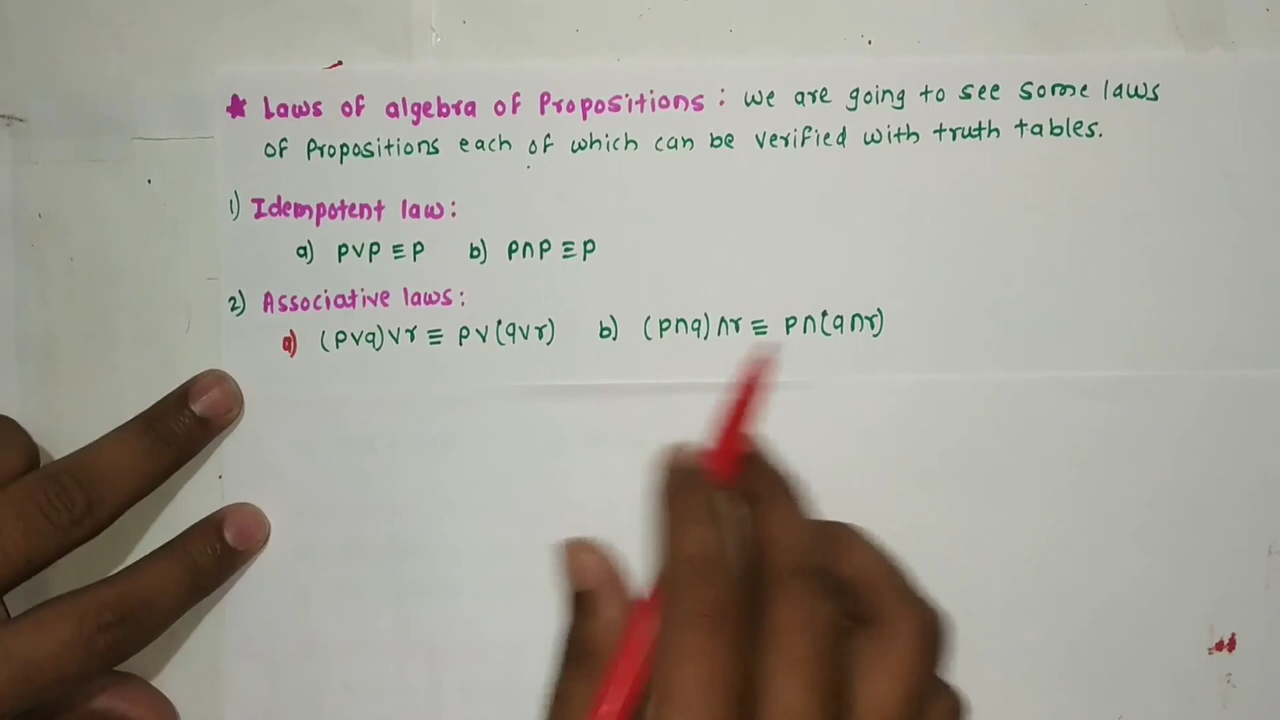 ★ Laws of algebra of Propositions : we are going to see some laws
of Propositions each of which can be verified with truth tables.
1) Idempotent law:
a) p∨p ≡ p b) p∩p ≡ p
2) Associative laws:
a) (p∨q)∨r ≡ p∨(q∨r) b) (p∩q)∩r ≡ p∩(q∩r)